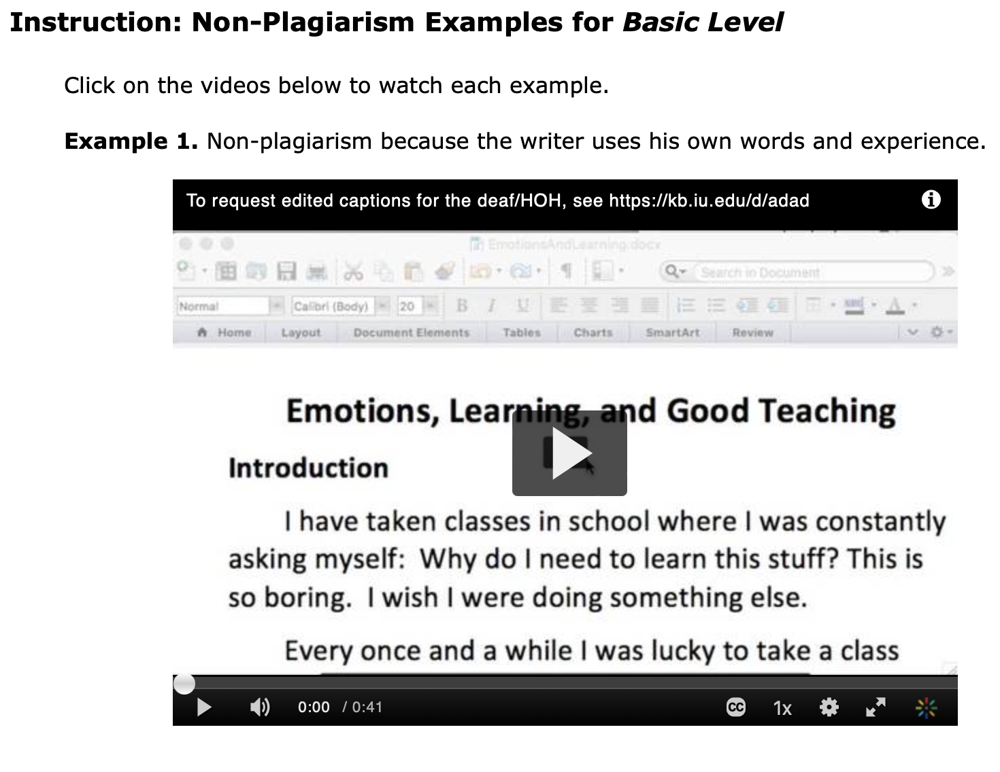 Instruction: Non-Plagiarism Examples for Basic Level
Click on the videos below to watch each example.
Example 1. Non-plagiarism because the writer uses his own words and experience.
To request edited captions for the deaf/HOH, see https://kb.iu.edu/d/adad
EmotionsAndLearning.docx
Search in Document
Normal Calibri (Body) 20 B I U ABC A
Home Layout Document Elements Tables Charts SmartArt Review
Emotions, Learning, and Good Teaching
Introduction
I have taken classes in school where I was constantly
asking myself: Why do I need to learn this stuff? This is
so boring. I wish I were doing something else.
Every once and a while I was lucky to take a class
0:00 / 0:41 CC 1x